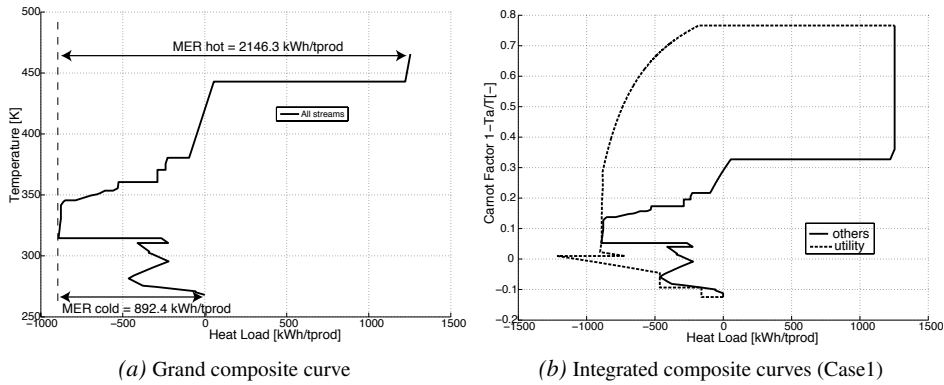 500
450
400
350
300
250
Temperature [K]
MER hot = 2146.3 kWh/tprod
All streams
MER cold = 892.4 kWh/tprod
−1000
−500
0
500
1000
1500
Heat Load [kWh/tprod]
(a) Grand composite curve
0.8
0.7
0.6
0.5
0.4
0.3
0.2
0.1
0
−0.1
−0.2
Carnot Factor 1−Ta/T[−]
others
utility
−1500
−1000
−500
0
500
1000
1500
Heat Load [kWh/tprod]
(b) Integrated composite curves (Case1)